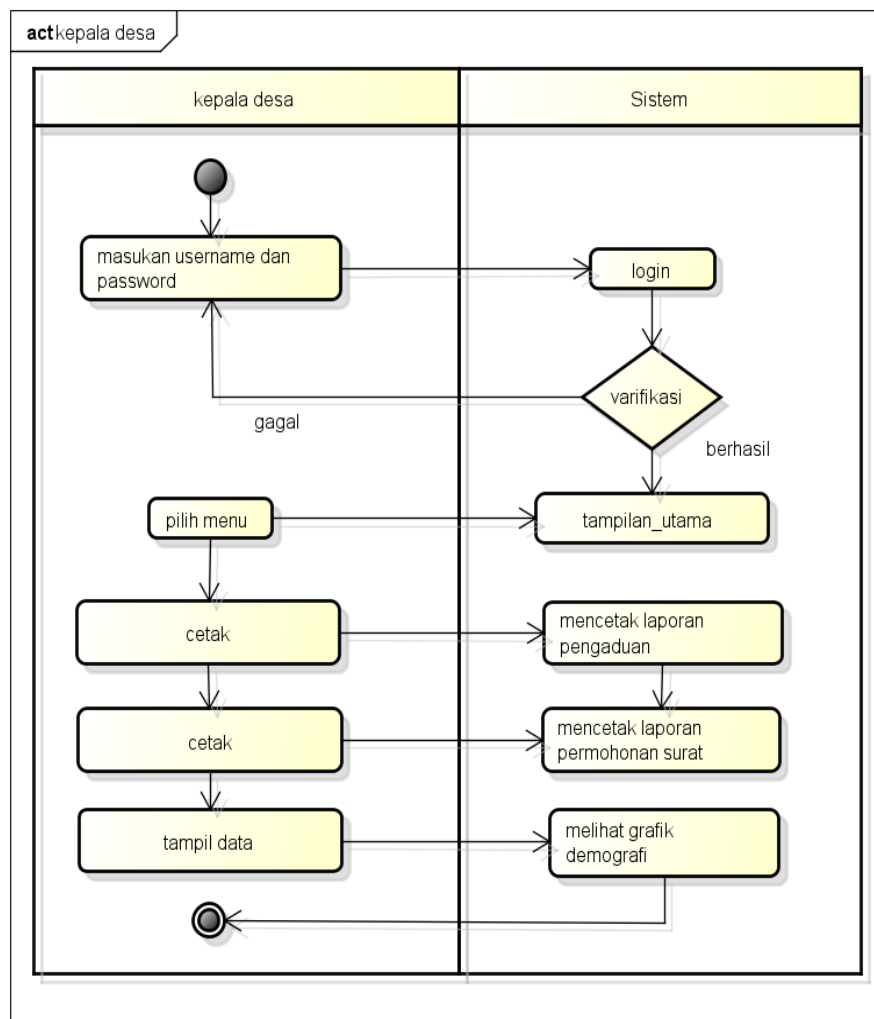 act kepala desa
kepala desa
Sistem
masukan username dan
password
login
varifikasi
gagal
berhasil
pilih menu
tampilan_utama
cetak
mencetak laporan
pengaduan
cetak
mencetak laporan
permohonan surat
tampil data
melihat grafik
demografi